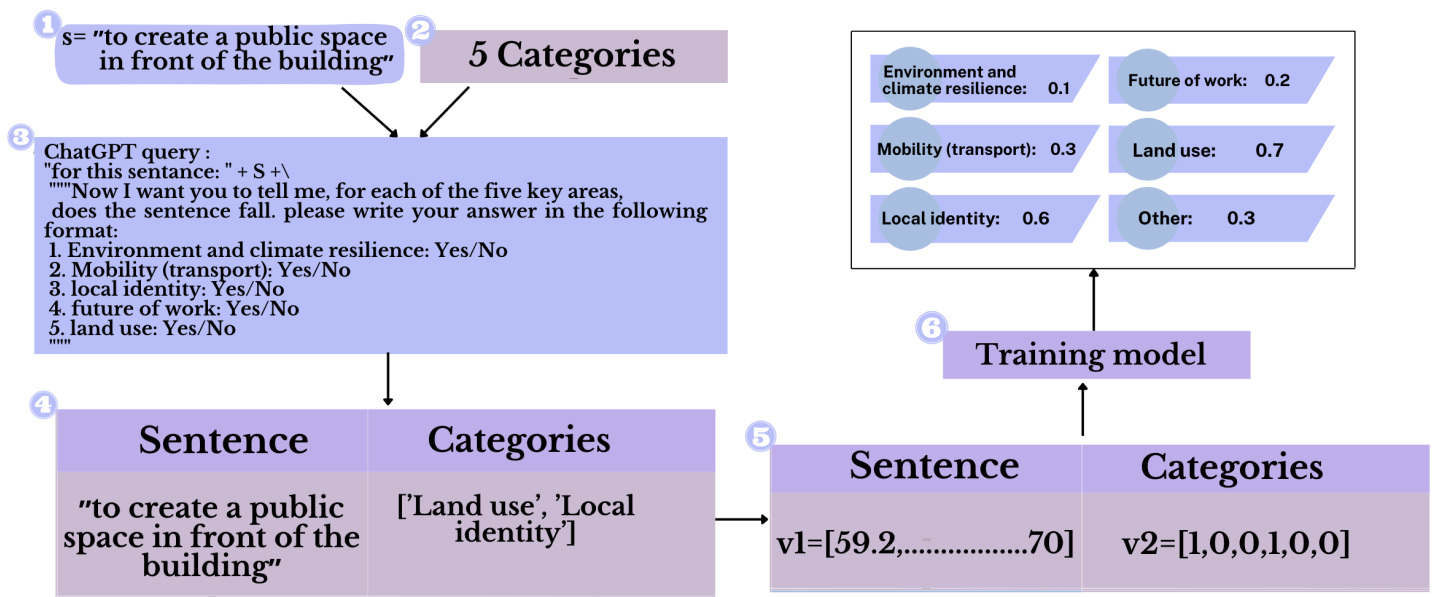 1
s= "to create a public space
in front of the building"
2
5 Categories
3
ChatGPT query :
"for this sentence: " + S +\
"""Now I want you to tell me, for each of the five key areas,
does the sentence fall. please write your answer in the following
format:
1. Environment and climate resilience: Yes/No
2. Mobility (transport): Yes/No
3. local identity: Yes/No
4. future of work: Yes/No
5. land use: Yes/No
"""
4
Sentence
Categories
"to create a public
space in front of the
building"
['Land use', 'Local
identity']
5
Sentence
Categories
v1=[59.2,.................70]
v2=[1,0,0,1,0,0]
6
Training model
Environment and
climate resilience: 0.1
Future of work: 0.2
Mobility (transport): 0.3
Land use: 0.7
Local identity: 0.6
Other: 0.3